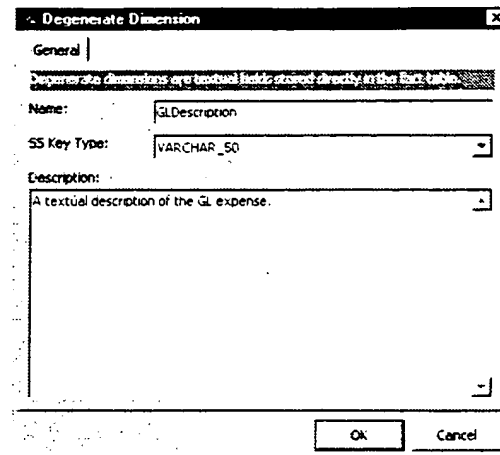 Degenerate Dimension
General
Degenerate dimensions are textual fields stored directly in the Fact table.
Name: GLDescription
SS Key Type: VARCHAR_50
Description:
A textual description of the GL expense.
OK Cancel